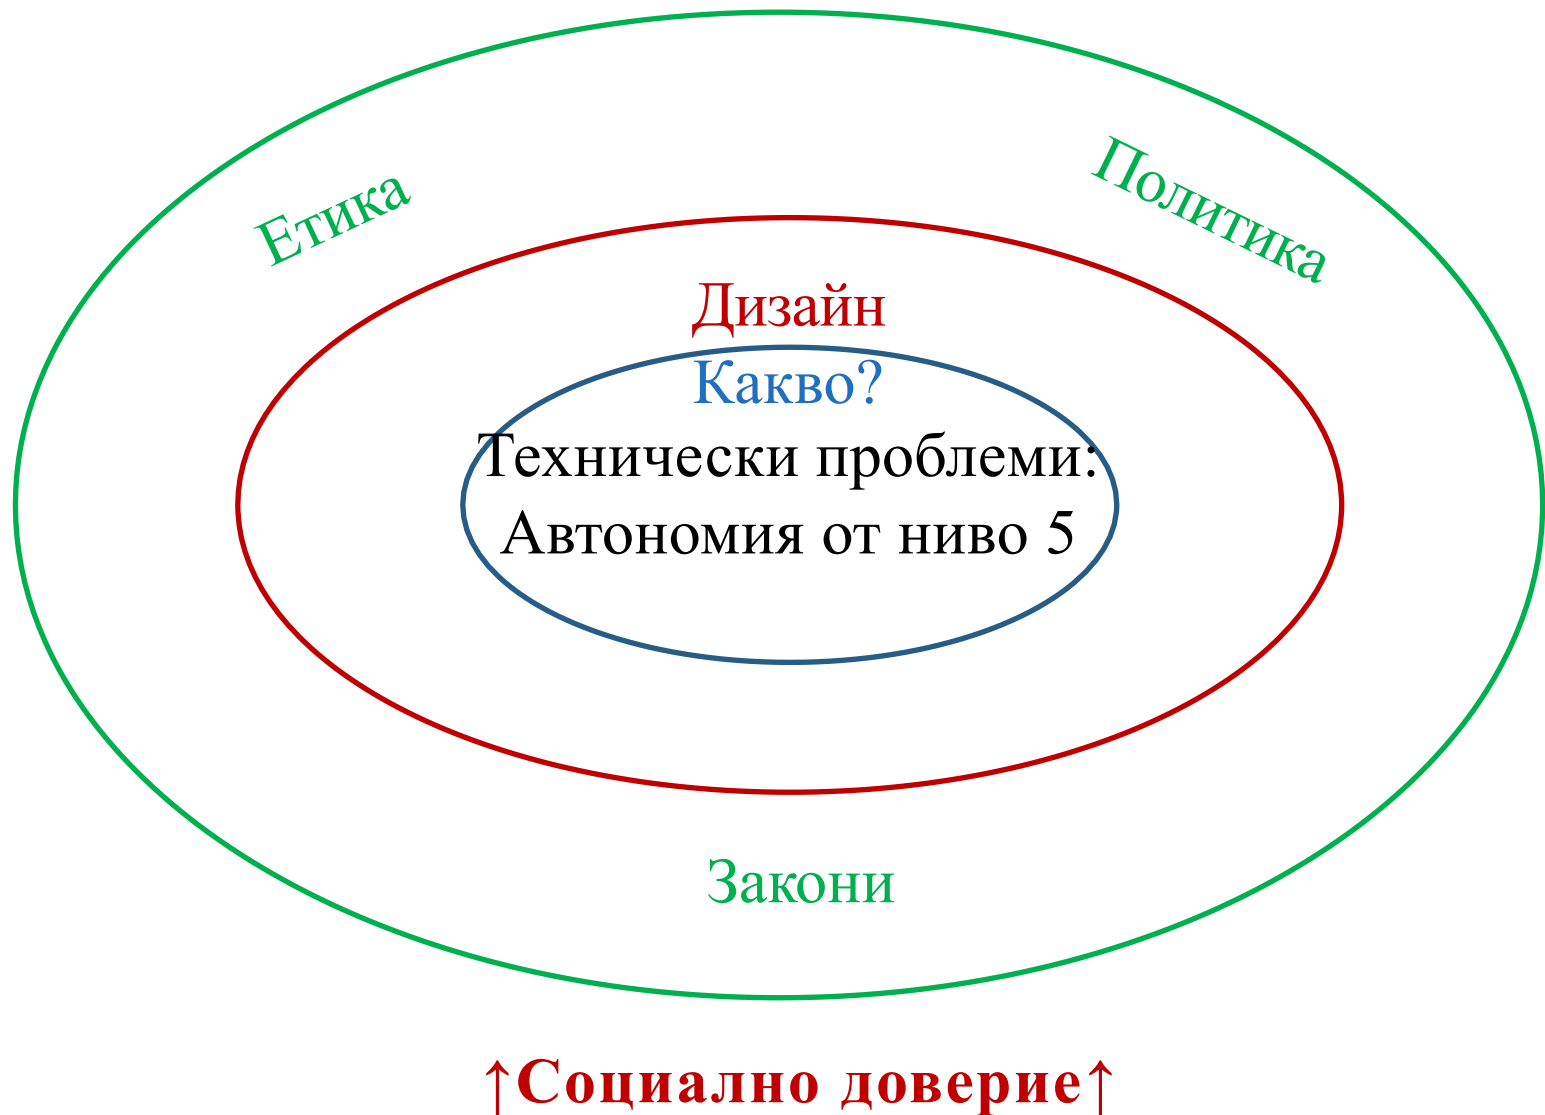 Етика
Политика
Дизайн
Какво?
Технически проблеми:
Автономия от ниво 5
Закони
↑Социално доверие↑